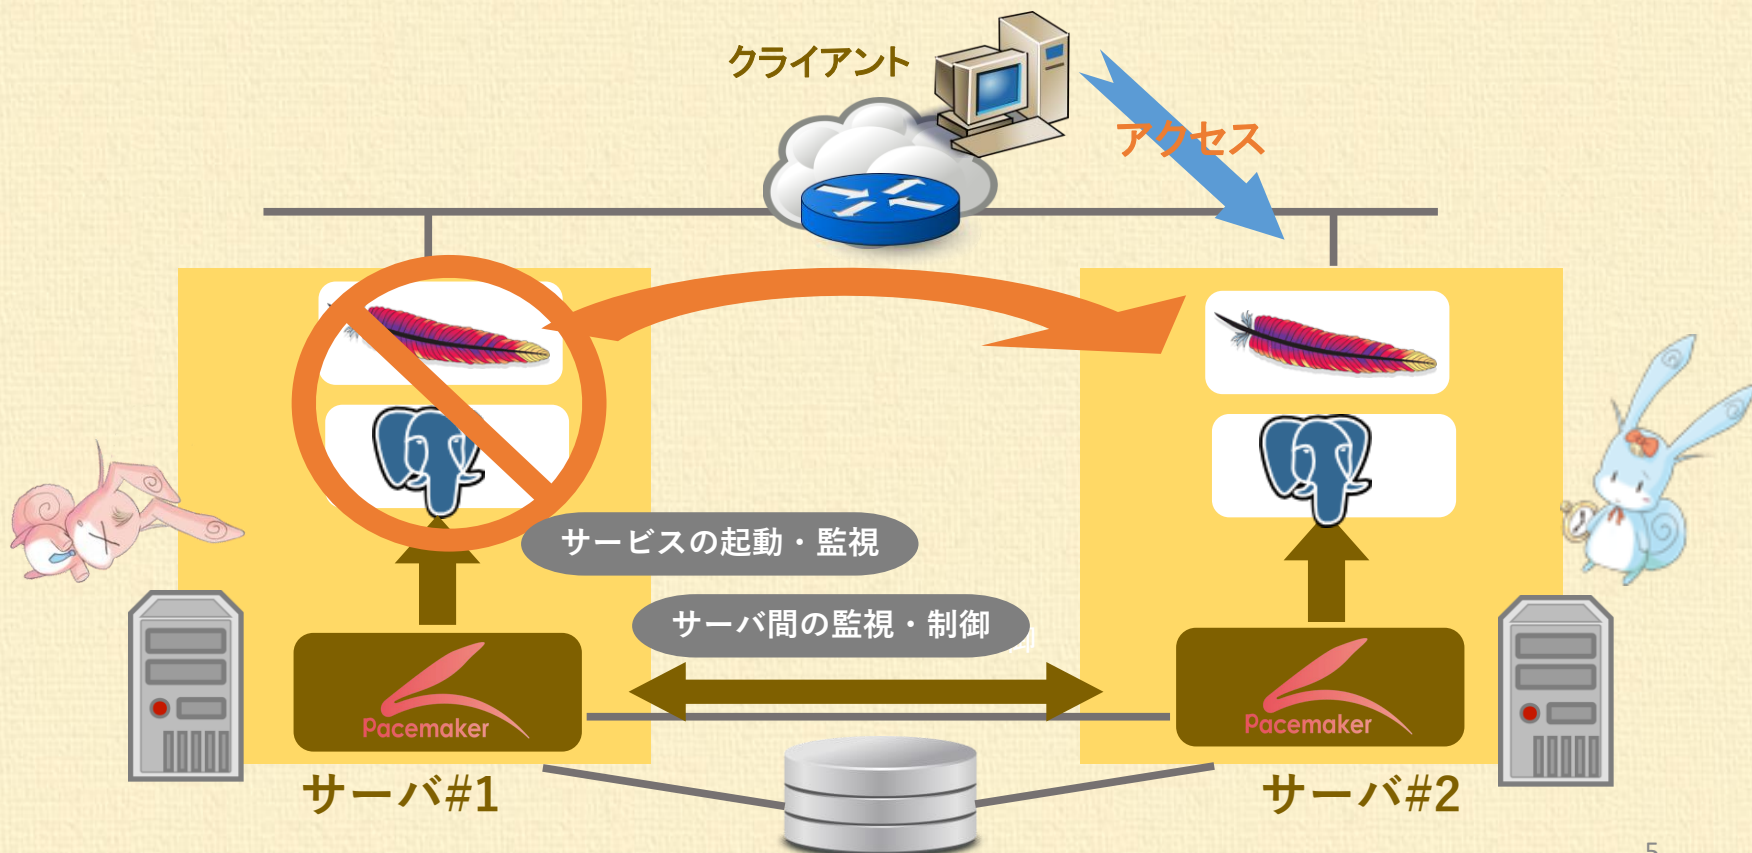 クライアント
アクセス
サービスの起動・監視
サーバ間の監視・制御
Pacemaker
Pacemaker
サーバ#1
サーバ#2
5